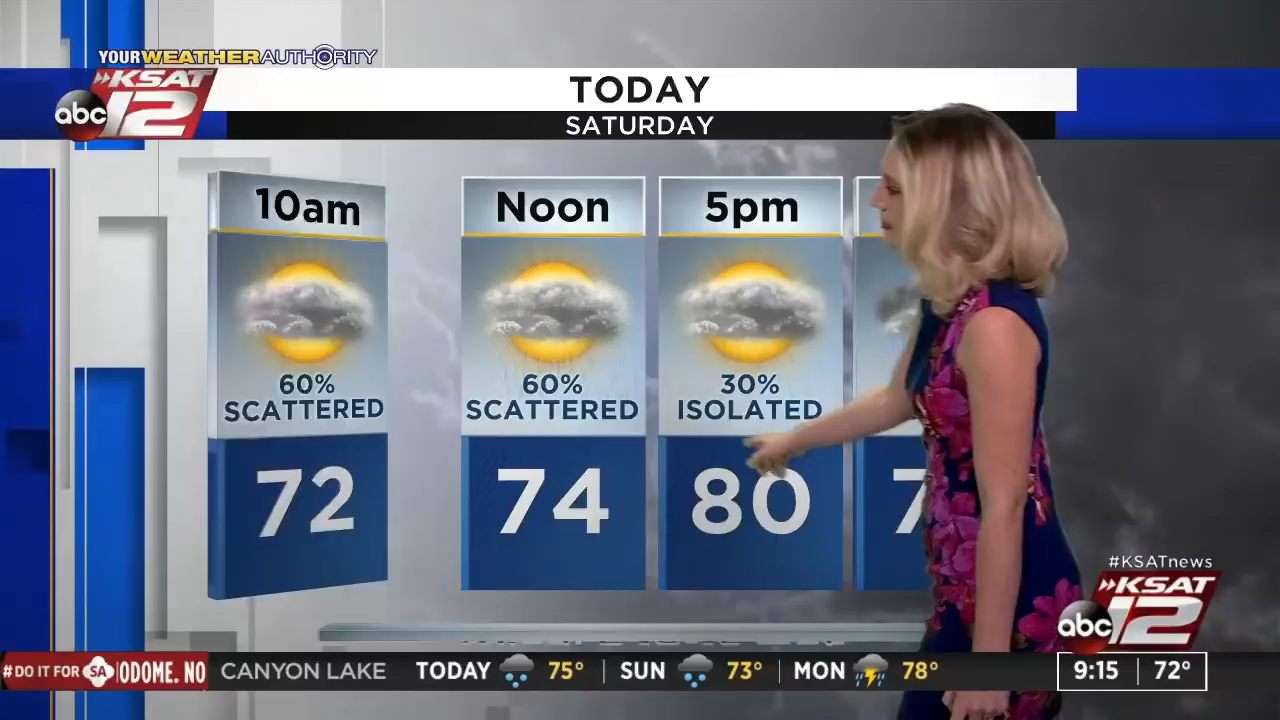 YOURWEATHERAUTHORITY
KSAT
abc 12
TODAY
SATURDAY
10am
60%
SCATTERED
72
Noon
60%
SCATTERED
74
5pm
30%
ISOLATED
80
#KSATnews
KSAT
abc 12
#DO IT FOR SA
ODOME. NO
CANYON LAKE TODAY 75° SUN 73° MON 78°
9:15 72°